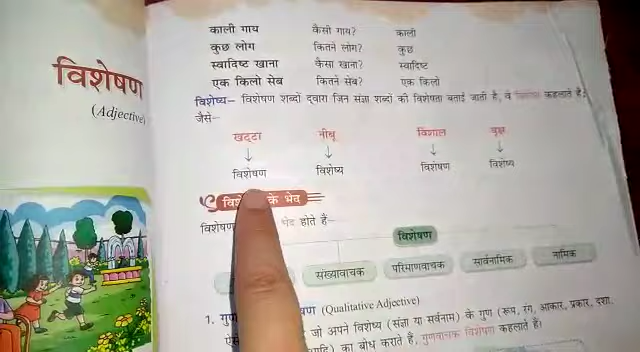 विशेषण
(Adjective)
काली गाय कैसी गाय? काली
कुछ लोग कितने लोग? कुछ
स्वादिष्ट खाना कैसा खाना? स्वादिष्ट
एक किलो सेब कितने सेब? एक किलो
विशेष्य– विशेषण शब्दों द्वारा जिन संज्ञा शब्दों की विशेषता बताई जाती है, वे विशेष्य कहलाते हैं;
जैसे–
खट्टा नींबू विशाल वृक्ष
↓ ↓ ↓ ↓
विशेषण विशेष्य विशेषण विशेष्य
के भेद
विशेषण भेद होते हैं–
विशेषण
संख्यावाचक परिमाणवाचक सार्वनामिक
1. (Qualitative Adjective)
जो अपने विशेष्य (संज्ञा या सर्वनाम) के गुण (रूप, रंग, आकार, प्रकार, दशा,
का बोध कराते हैं, गुणवाचक विशेषण कहलाते हैं।